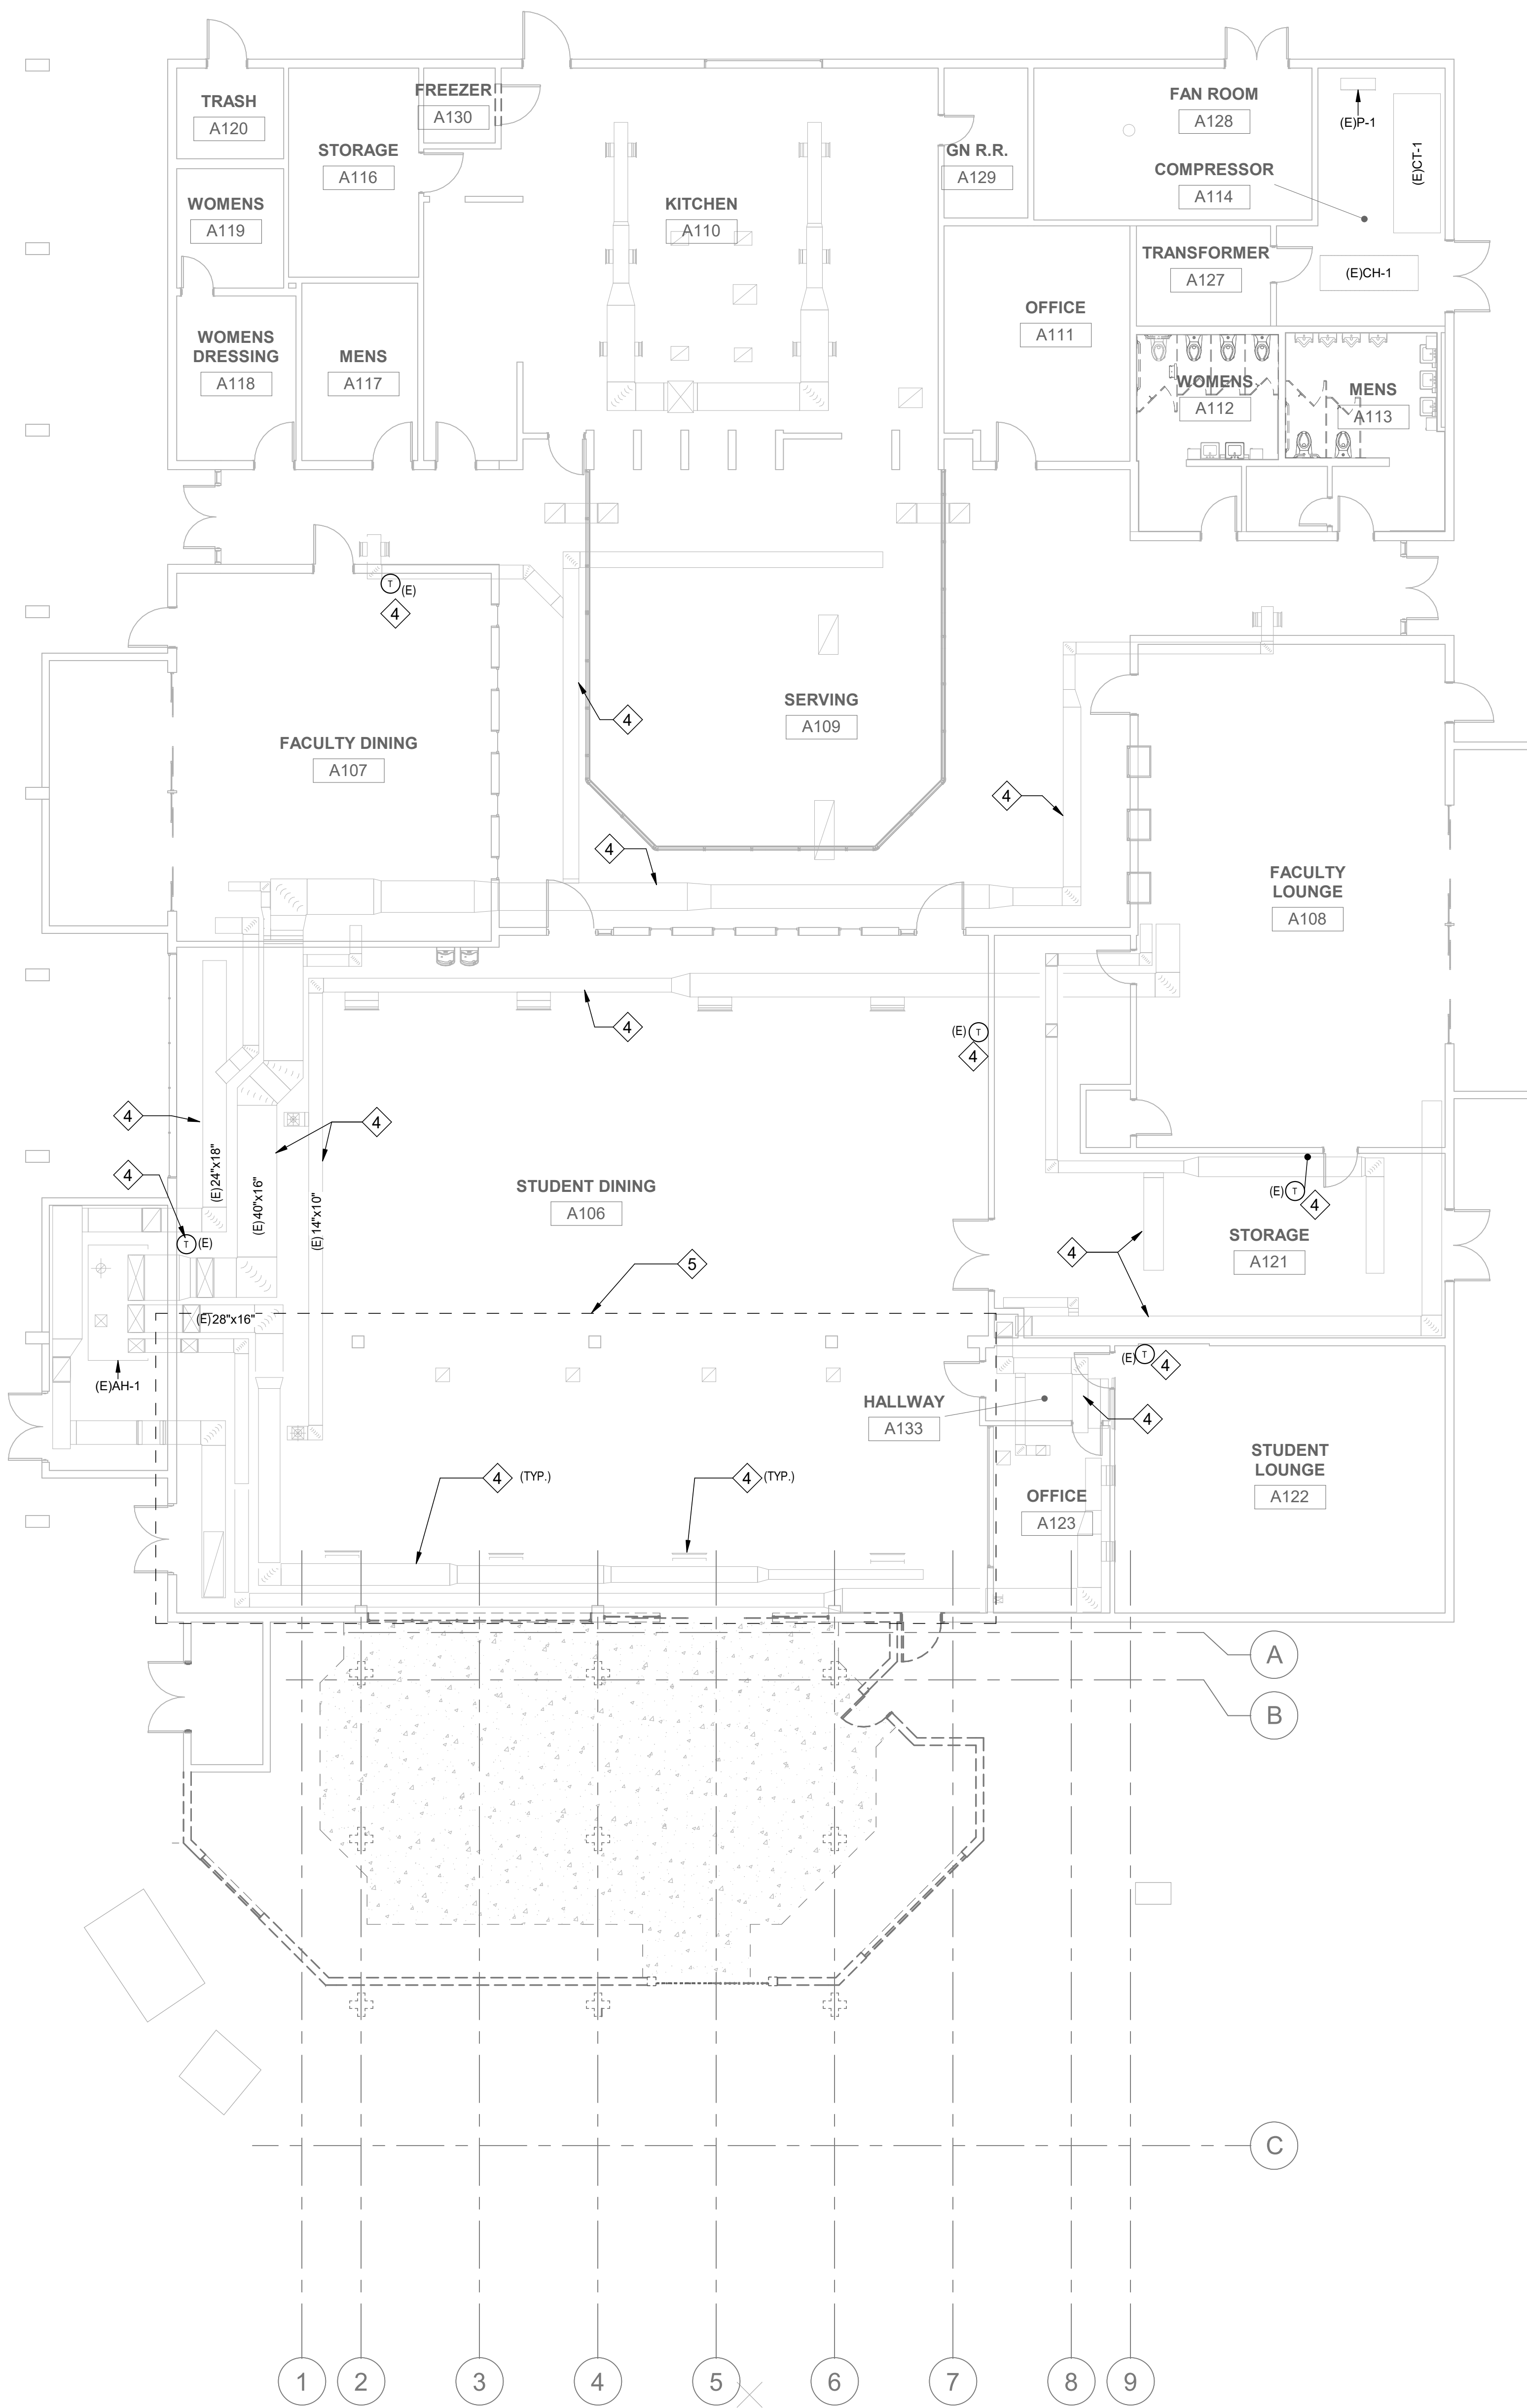 TRASH
A120
STORAGE
A116
FREEZER
A130
WOMENS
A119
KITCHEN
A110
GN R.R.
A129
FAN ROOM
A128
COMPRESSOR
A114
(E)P-1
(E)CT-1
TRANSFORMER
A127
(E)CH-1
WOMENS
DRESSING
A118
MENS
A117
OFFICE
A111
WOMENS
A112
MENS
A113
T
(E)
4
4
SERVING
A109
FACULTY DINING
A107
4
4
FACULTY
LOUNGE
A108
4
(E)
T
4
4
4
4
T
(E)
(E)24"x18"
(E)40"x16"
(E)14"x10"
STUDENT DINING
A106
(E)
T
4
STORAGE
A121
4
5
(E)28"x16"
(E)AH-1
(E)
T
4
HALLWAY
A133
4
STUDENT
LOUNGE
A122
4
(TYP.)
4
(TYP.)
OFFICE
A123
A
B
C
1
2
3
4
5
6
7
8
9